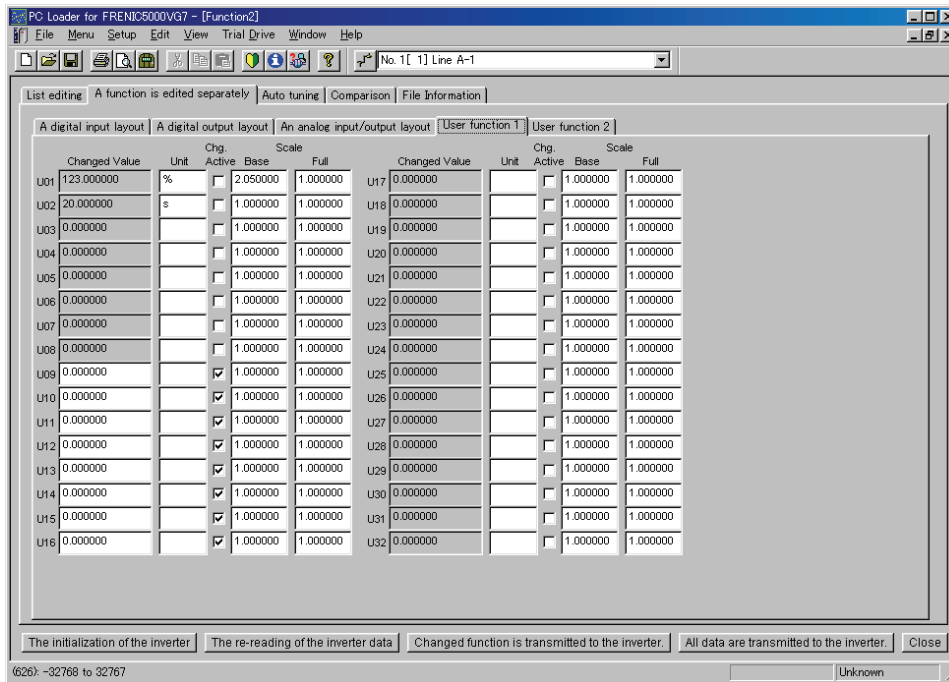 PC Loader for FRENIC5000VG7 - [Function2]
File Menu Setup Edit View Trial Drive Window Help
No. 1[ 1] Line A-1
List editing A function is edited separately Auto tuning Comparison File Information
A digital input layout A digital output layout An analog input/output layout User function 1 User function 2
Chg. Scale Chg. Scale
Changed Value Unit Active Base Full Changed Value Unit Active Base Full
U01 123.000000 % 2.050000 1.000000 U17 0.000000 1.000000 1.000000
U02 20.000000 s 1.000000 1.000000 U18 0.000000 1.000000 1.000000
U03 0.000000 1.000000 1.000000 U19 0.000000 1.000000 1.000000
U04 0.000000 1.000000 1.000000 U20 0.000000 1.000000 1.000000
U05 0.000000 1.000000 1.000000 U21 0.000000 1.000000 1.000000
U06 0.000000 1.000000 1.000000 U22 0.000000 1.000000 1.000000
U07 0.000000 1.000000 1.000000 U23 0.000000 1.000000 1.000000
U08 0.000000 1.000000 1.000000 U24 0.000000 1.000000 1.000000
U09 0.000000 1.000000 1.000000 U25 0.000000 1.000000 1.000000
U10 0.000000 1.000000 1.000000 U26 0.000000 1.000000 1.000000
U11 0.000000 1.000000 1.000000 U27 0.000000 1.000000 1.000000
U12 0.000000 1.000000 1.000000 U28 0.000000 1.000000 1.000000
U13 0.000000 1.000000 1.000000 U29 0.000000 1.000000 1.000000
U14 0.000000 1.000000 1.000000 U30 0.000000 1.000000 1.000000
U15 0.000000 1.000000 1.000000 U31 0.000000 1.000000 1.000000
U16 0.000000 1.000000 1.000000 U32 0.000000 1.000000 1.000000
The initialization of the inverter The re-reading of the inverter data Changed function is transmitted to the inverter. All data are transmitted to the inverter. Close
(626): -32768 to 32767 Unknown